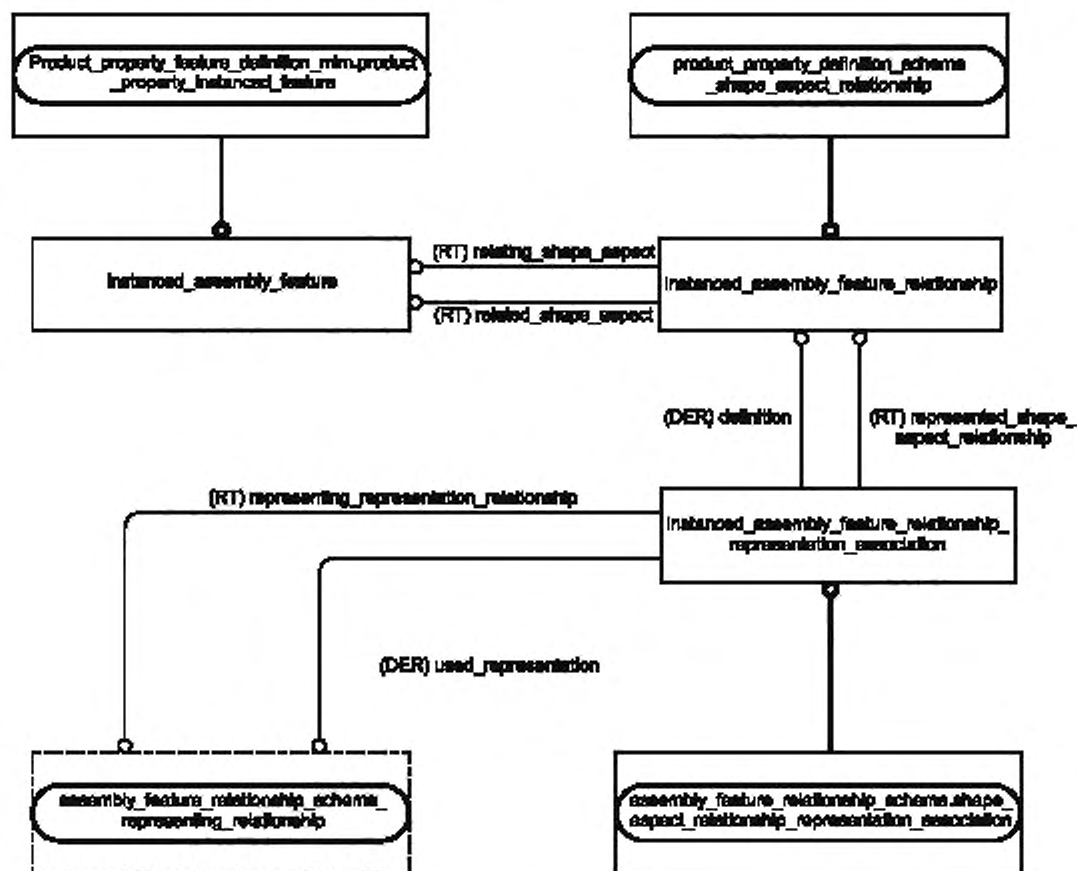 Product_property_feature_definition_mim.product
_property_instanced_feature
product_property_definition_schema
_shape_aspect_relationship
instanced_assembly_feature
(RT) relating_shape_aspect
(RT) related_shape_aspect
instanced_assembly_feature_relationship
(DER) definition
(RT) represented_shape_
aspect_relationship
(RT) representing_representation_relationship
instanced_assembly_feature_relationship_
representation_association
(DER) used_representation
assembly_feature_relationship_schema_
representing_relationship
assembly_feature_relationship_schema.shape_
aspect_relationship_representation_association